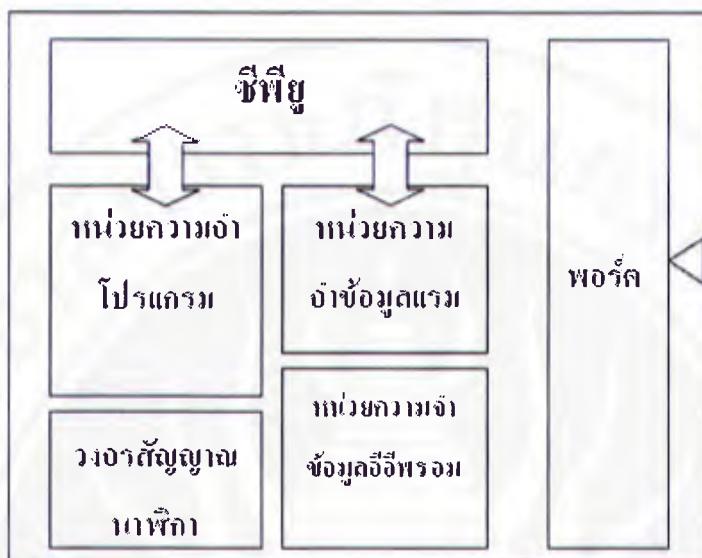 ซีพียู
หน่วยความจำ
โปรแกรม
หน่วยความ
จำข้อมูลแรม
พอร์ต
วงจรสัญญาณ
นาฬิกา
หน่วยความจำ
ข้อมูลอีอีพรอม